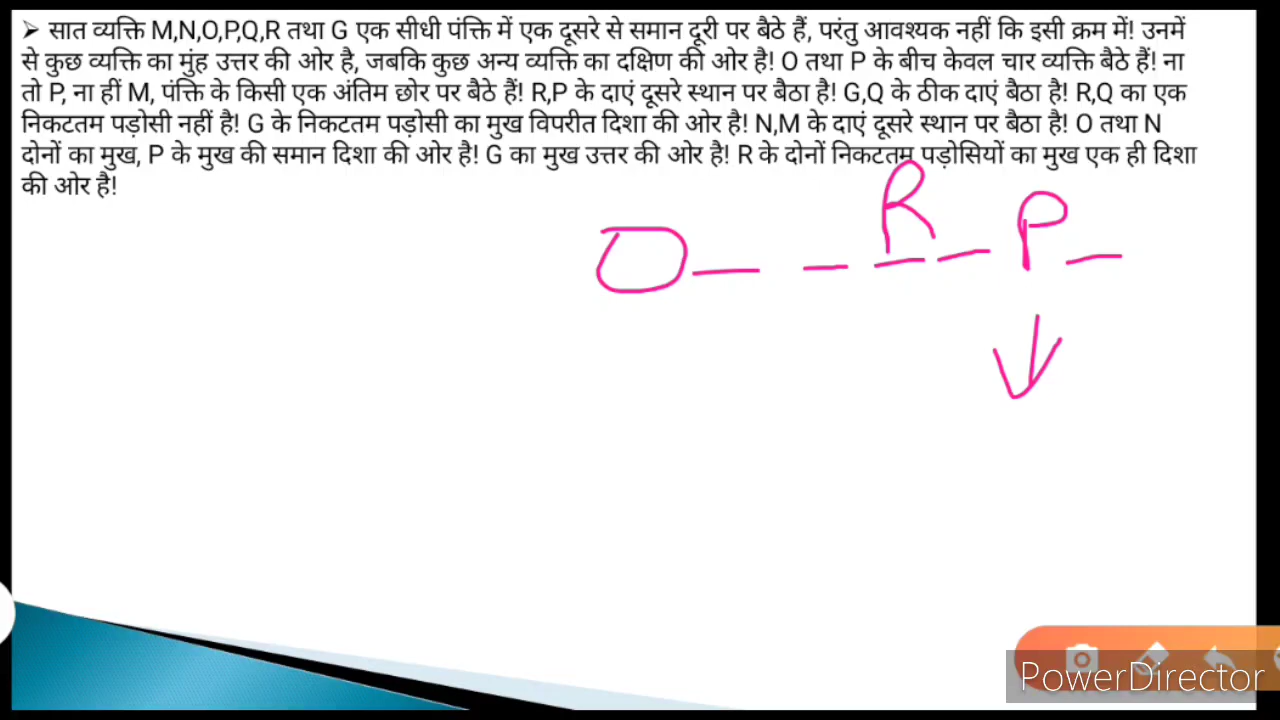 ➢ सात व्यक्ति M,N,O,P,Q,R तथा G एक सीधी पंक्ति में एक दूसरे से समान दूरी पर बैठे हैं, परंतु आवश्यक नहीं कि इसी क्रम में! उनमें
से कुछ व्यक्ति का मुंह उत्तर की ओर है, जबकि कुछ अन्य व्यक्ति का दक्षिण की ओर है! O तथा P के बीच केवल चार व्यक्ति बैठे हैं! ना
तो P, ना हीं M, पंक्ति के किसी एक अंतिम छोर पर बैठे हैं! R,P के दाएं दूसरे स्थान पर बैठा है! G,Q के ठीक दाएं बैठा है! R,Q का एक
निकटतम पड़ोसी नहीं है! G के निकटतम पड़ोसी का मुख विपरीत दिशा की ओर है! N,M के दाएं दूसरे स्थान पर बैठा है! O तथा N
दोनों का मुख, P के मुख की समान दिशा की ओर है! G का मुख उत्तर की ओर है! R के दोनों निकटतम पड़ोसियों का मुख एक ही दिशा
की ओर है!
O _ _ R _ P _
PowerDirector